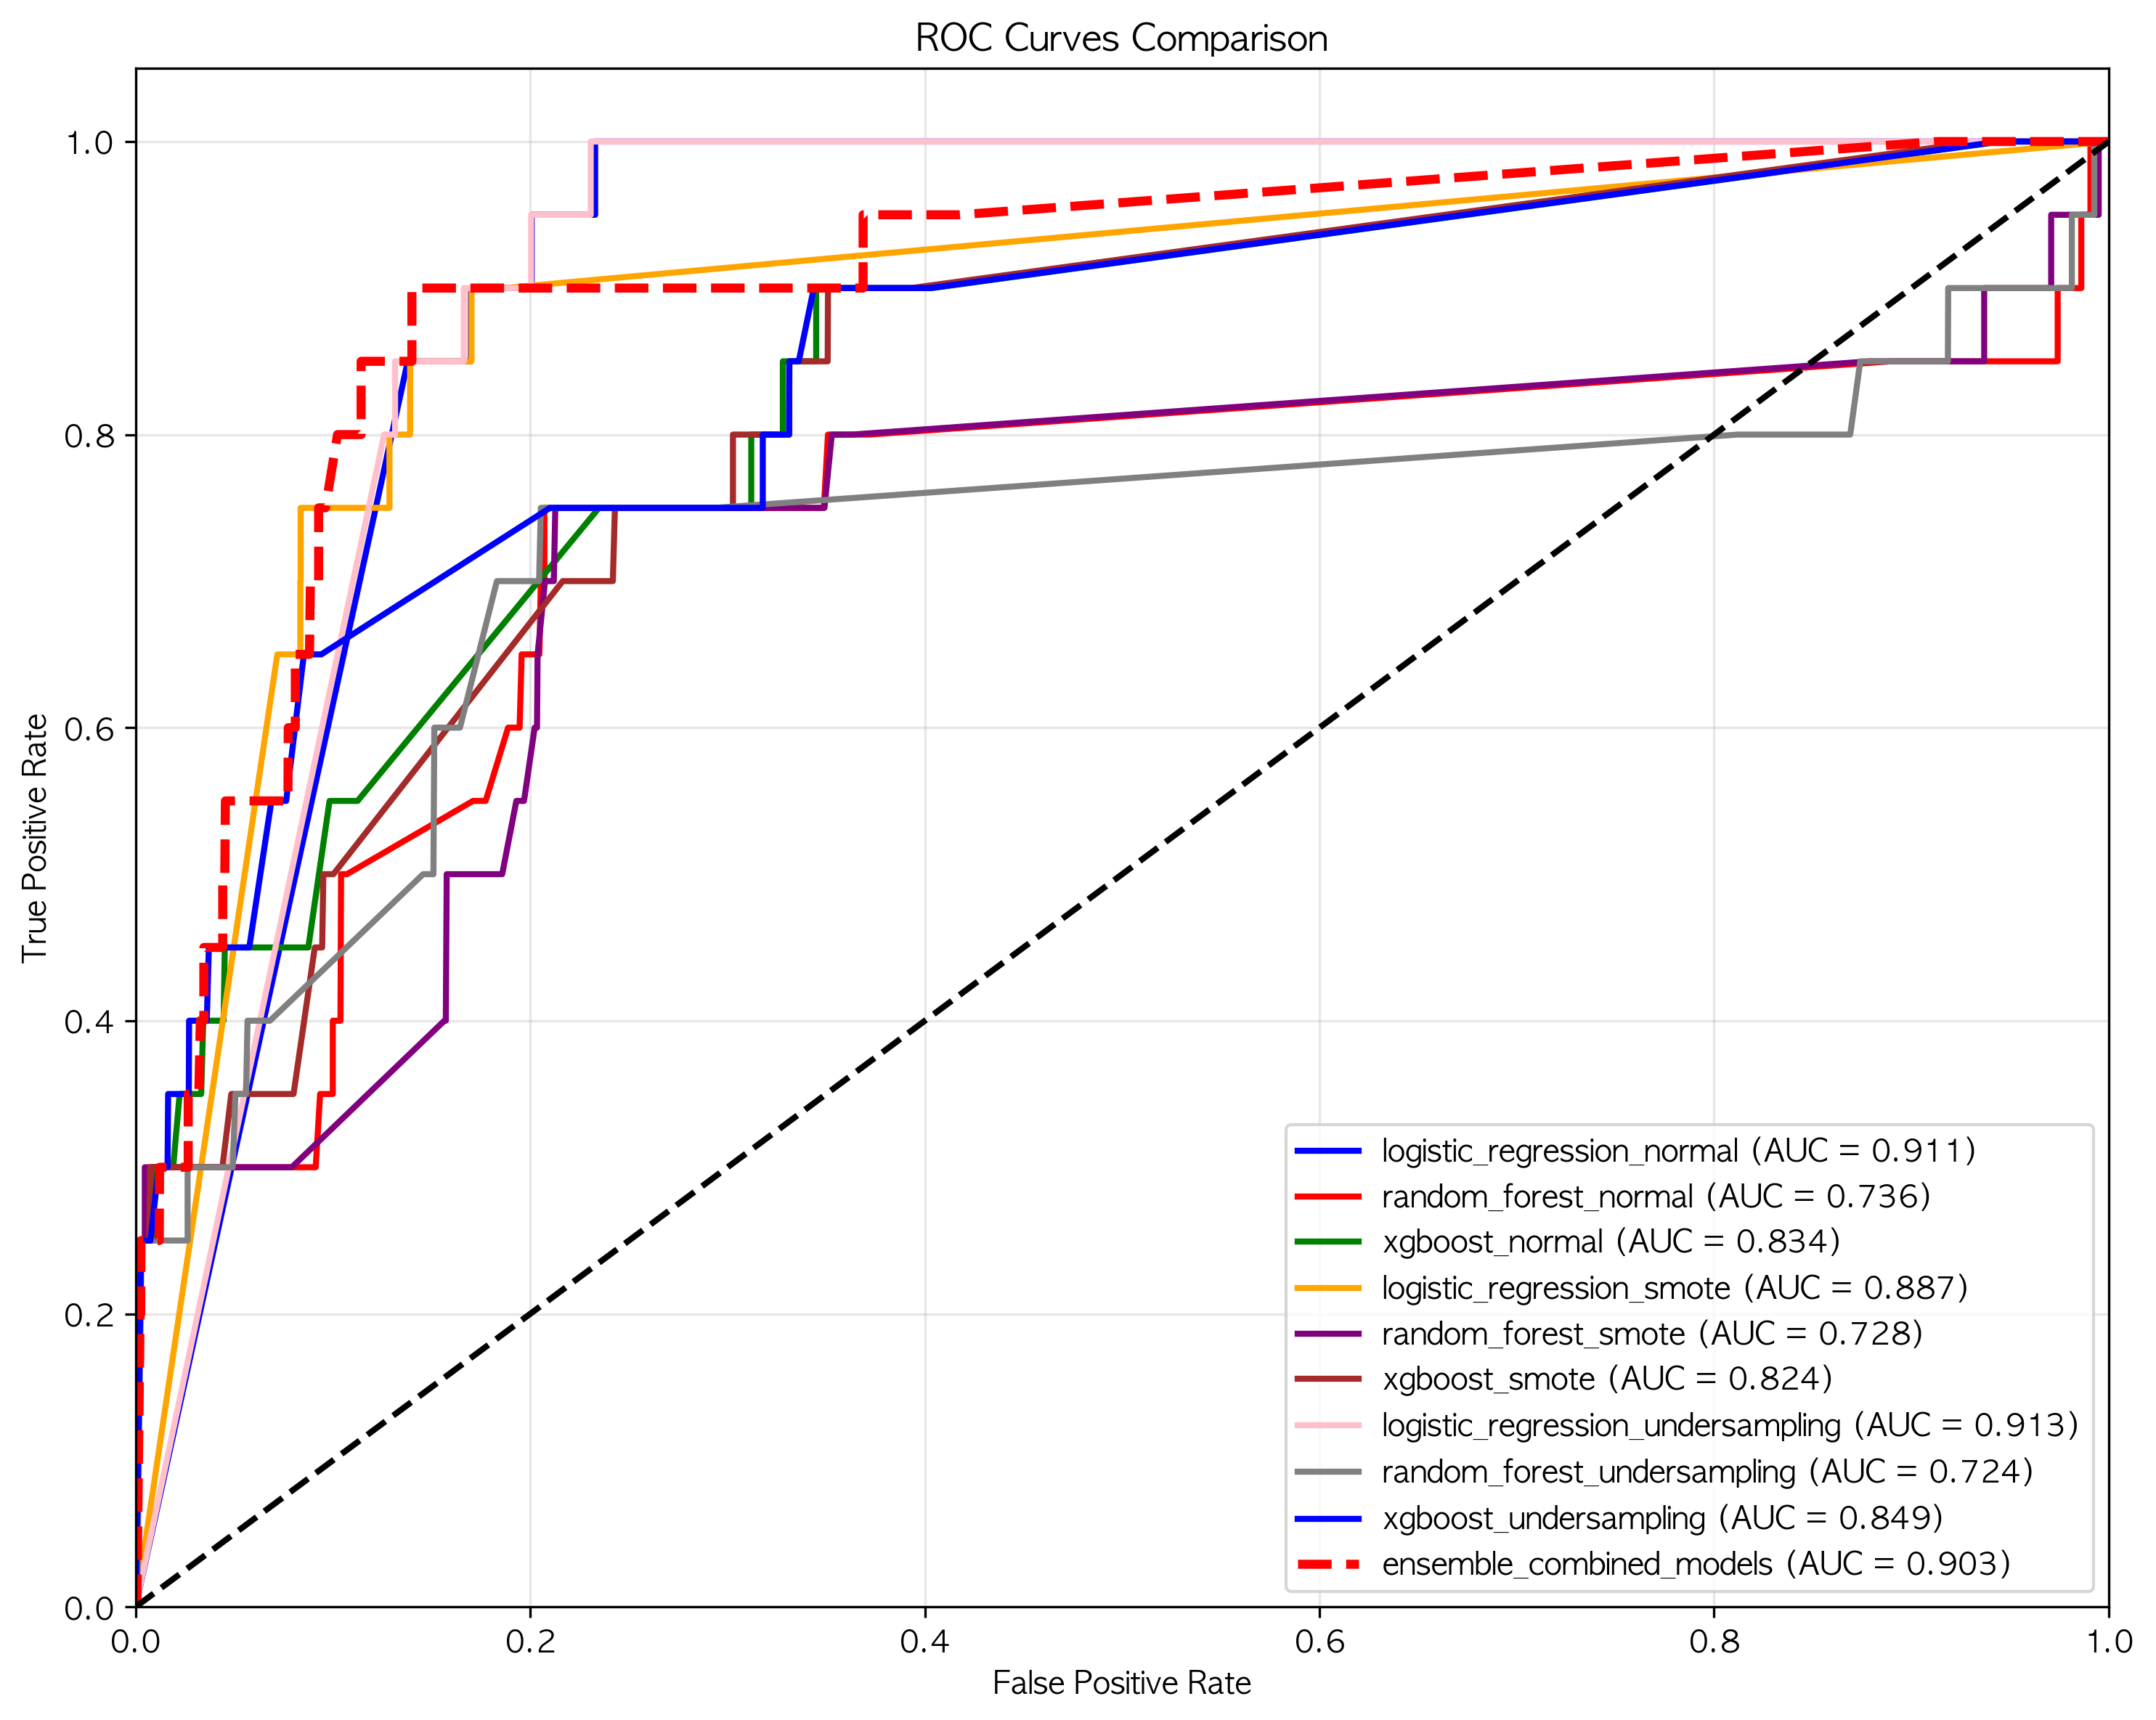 ROC Curves Comparison
1.0
0.8
0.6
0.4
0.2
0.0
True Positive Rate
0.0 0.2 0.4 0.6 0.8 1.0
False Positive Rate
logistic_regression_normal (AUC = 0.911)
random_forest_normal (AUC = 0.736)
xgboost_normal (AUC = 0.834)
logistic_regression_smote (AUC = 0.887)
random_forest_smote (AUC = 0.728)
xgboost_smote (AUC = 0.824)
logistic_regression_undersampling (AUC = 0.913)
random_forest_undersampling (AUC = 0.724)
xgboost_undersampling (AUC = 0.849)
ensemble_combined_models (AUC = 0.903)